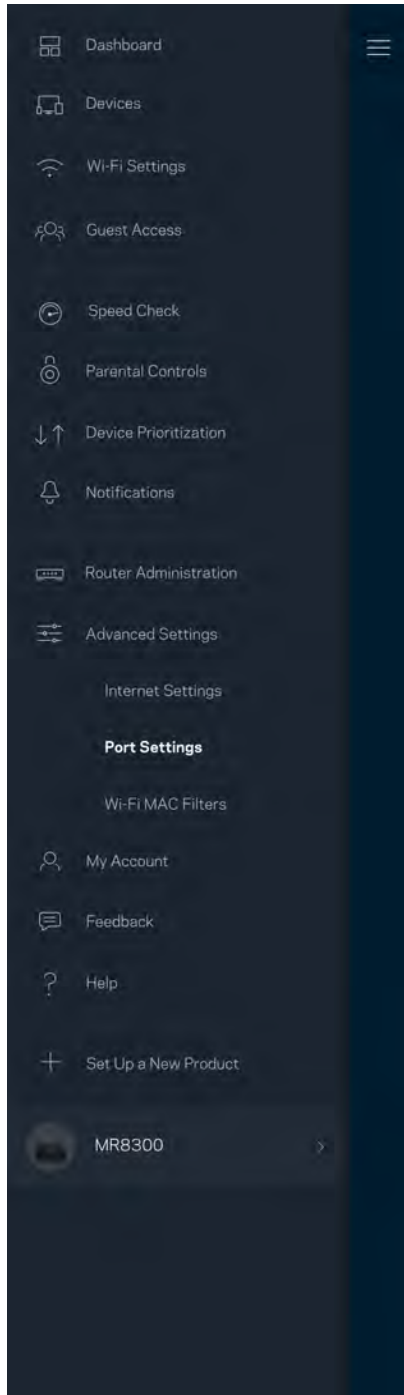 Dashboard
Devices
Wi-Fi Settings
Guest Access
Speed Check
Parental Controls
Device Prioritization
Notifications
Router Administration
Advanced Settings
Internet Settings
Port Settings
Wi-Fi MAC Filters
My Account
Feedback
Help
Set Up a New Product
MR8300